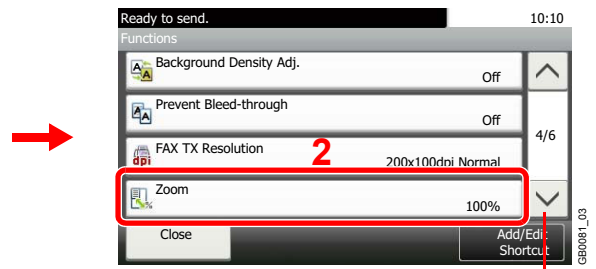 Ready to send. 10:10
Functions
Background Density Adj.
Off
Prevent Bleed-through
Off
4/6
dpi FAX TX Resolution
2
200x100dpi Normal
Zoom
%
100%
Close
Add/Edit
Shortcut
GB0081_03